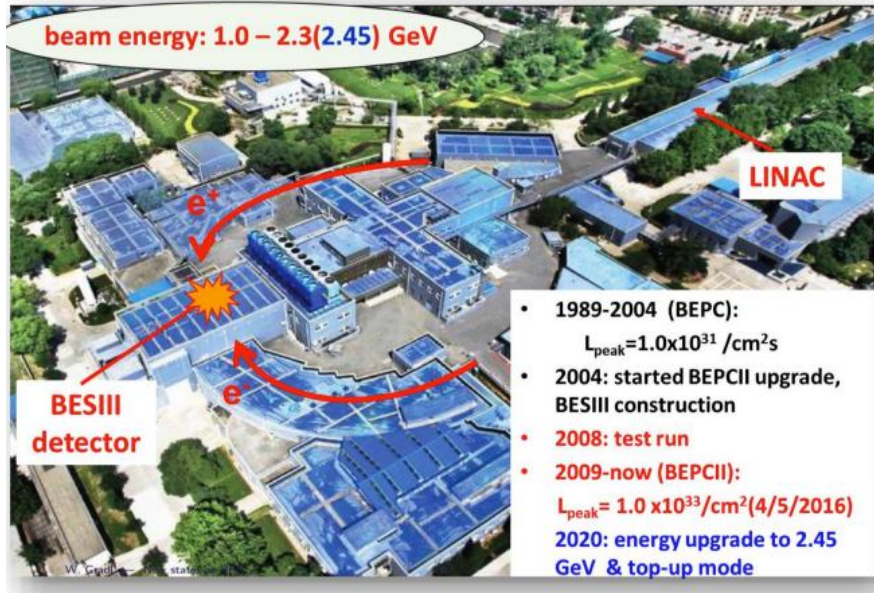 beam energy: 1.0 – 2.3(2.45) GeV
LINAC
e⁺
e⁻
BESIII
detector
• 1989-2004 (BEPC):
Lpeak=1.0x10³¹ /cm²s
• 2004: started BEPCII upgrade,
BESIII construction
• 2008: test run
• 2009-now (BEPCII):
Lpeak= 1.0 x10³³/cm²(4/5/2016)
2020: energy upgrade to 2.45
GeV & top-up mode
W. Gradl — states